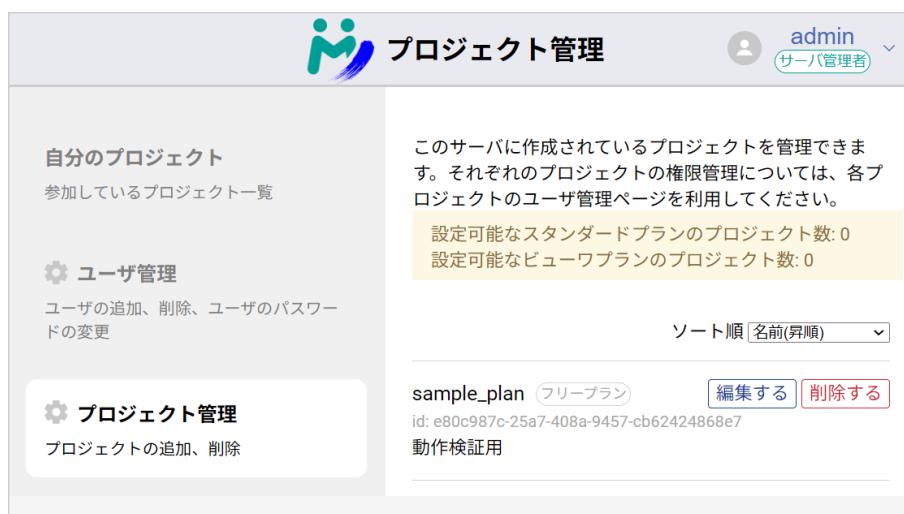 プロジェクト管理
admin
サーバ管理者
自分のプロジェクト
参加しているプロジェクト一覧
ユーザ管理
ユーザの追加、削除、ユーザのパスワー
ドの変更
プロジェクト管理
プロジェクトの追加、削除
このサーバに作成されているプロジェクトを管理できま
す。それぞれのプロジェクトの権限管理については、各プ
ロジェクトのユーザ管理ページを利用してください。
設定可能なスタンダードプランのプロジェクト数: 0
設定可能なビューワプランのプロジェクト数: 0
ソート順 名前(昇順)
sample_plan フリープラン 編集する 削除する
id: e80c987c-25a7-408a-9457-cb62424868e7
動作検証用